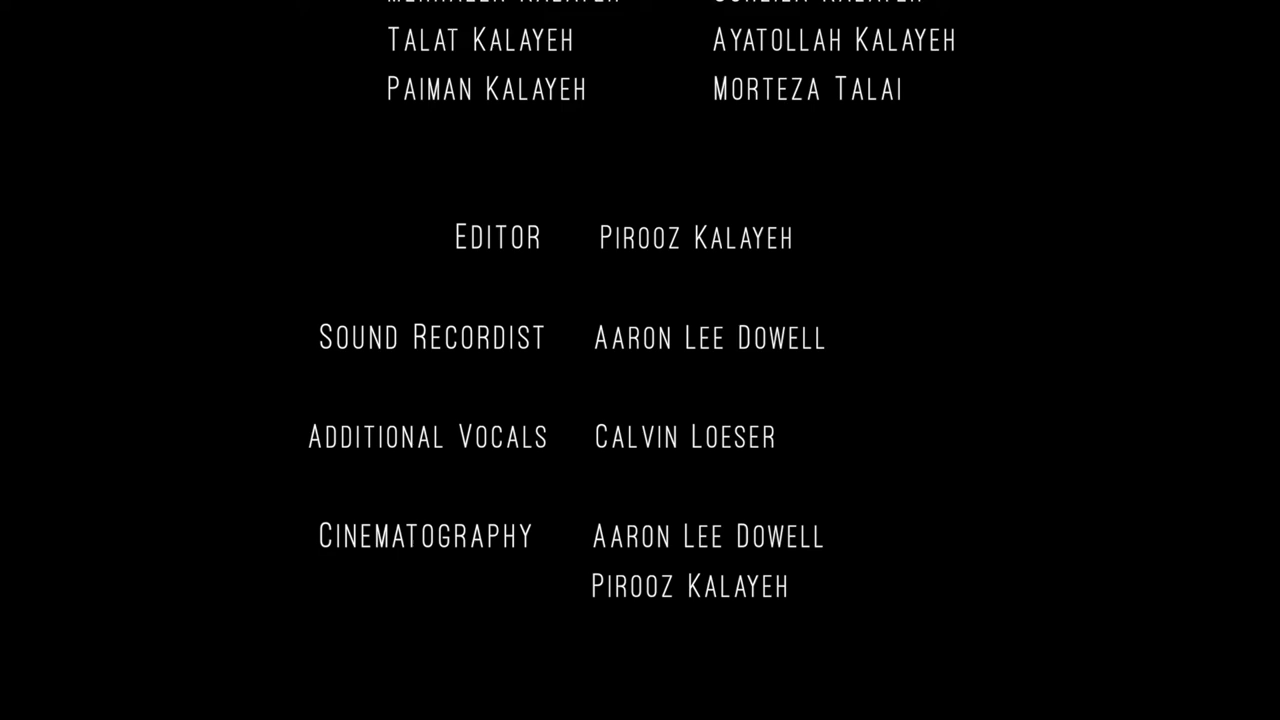 TALAT KALAYEH AYATOLLAH KALAYEH
PAIMAN KALAYEH MORTEZA TALAI
EDITOR PIROOZ KALAYEH
SOUND RECORDIST AARON LEE DOWELL
ADDITIONAL VOCALS CALVIN LOESER
CINEMATOGRAPHY AARON LEE DOWELL
PIROOZ KALAYEH